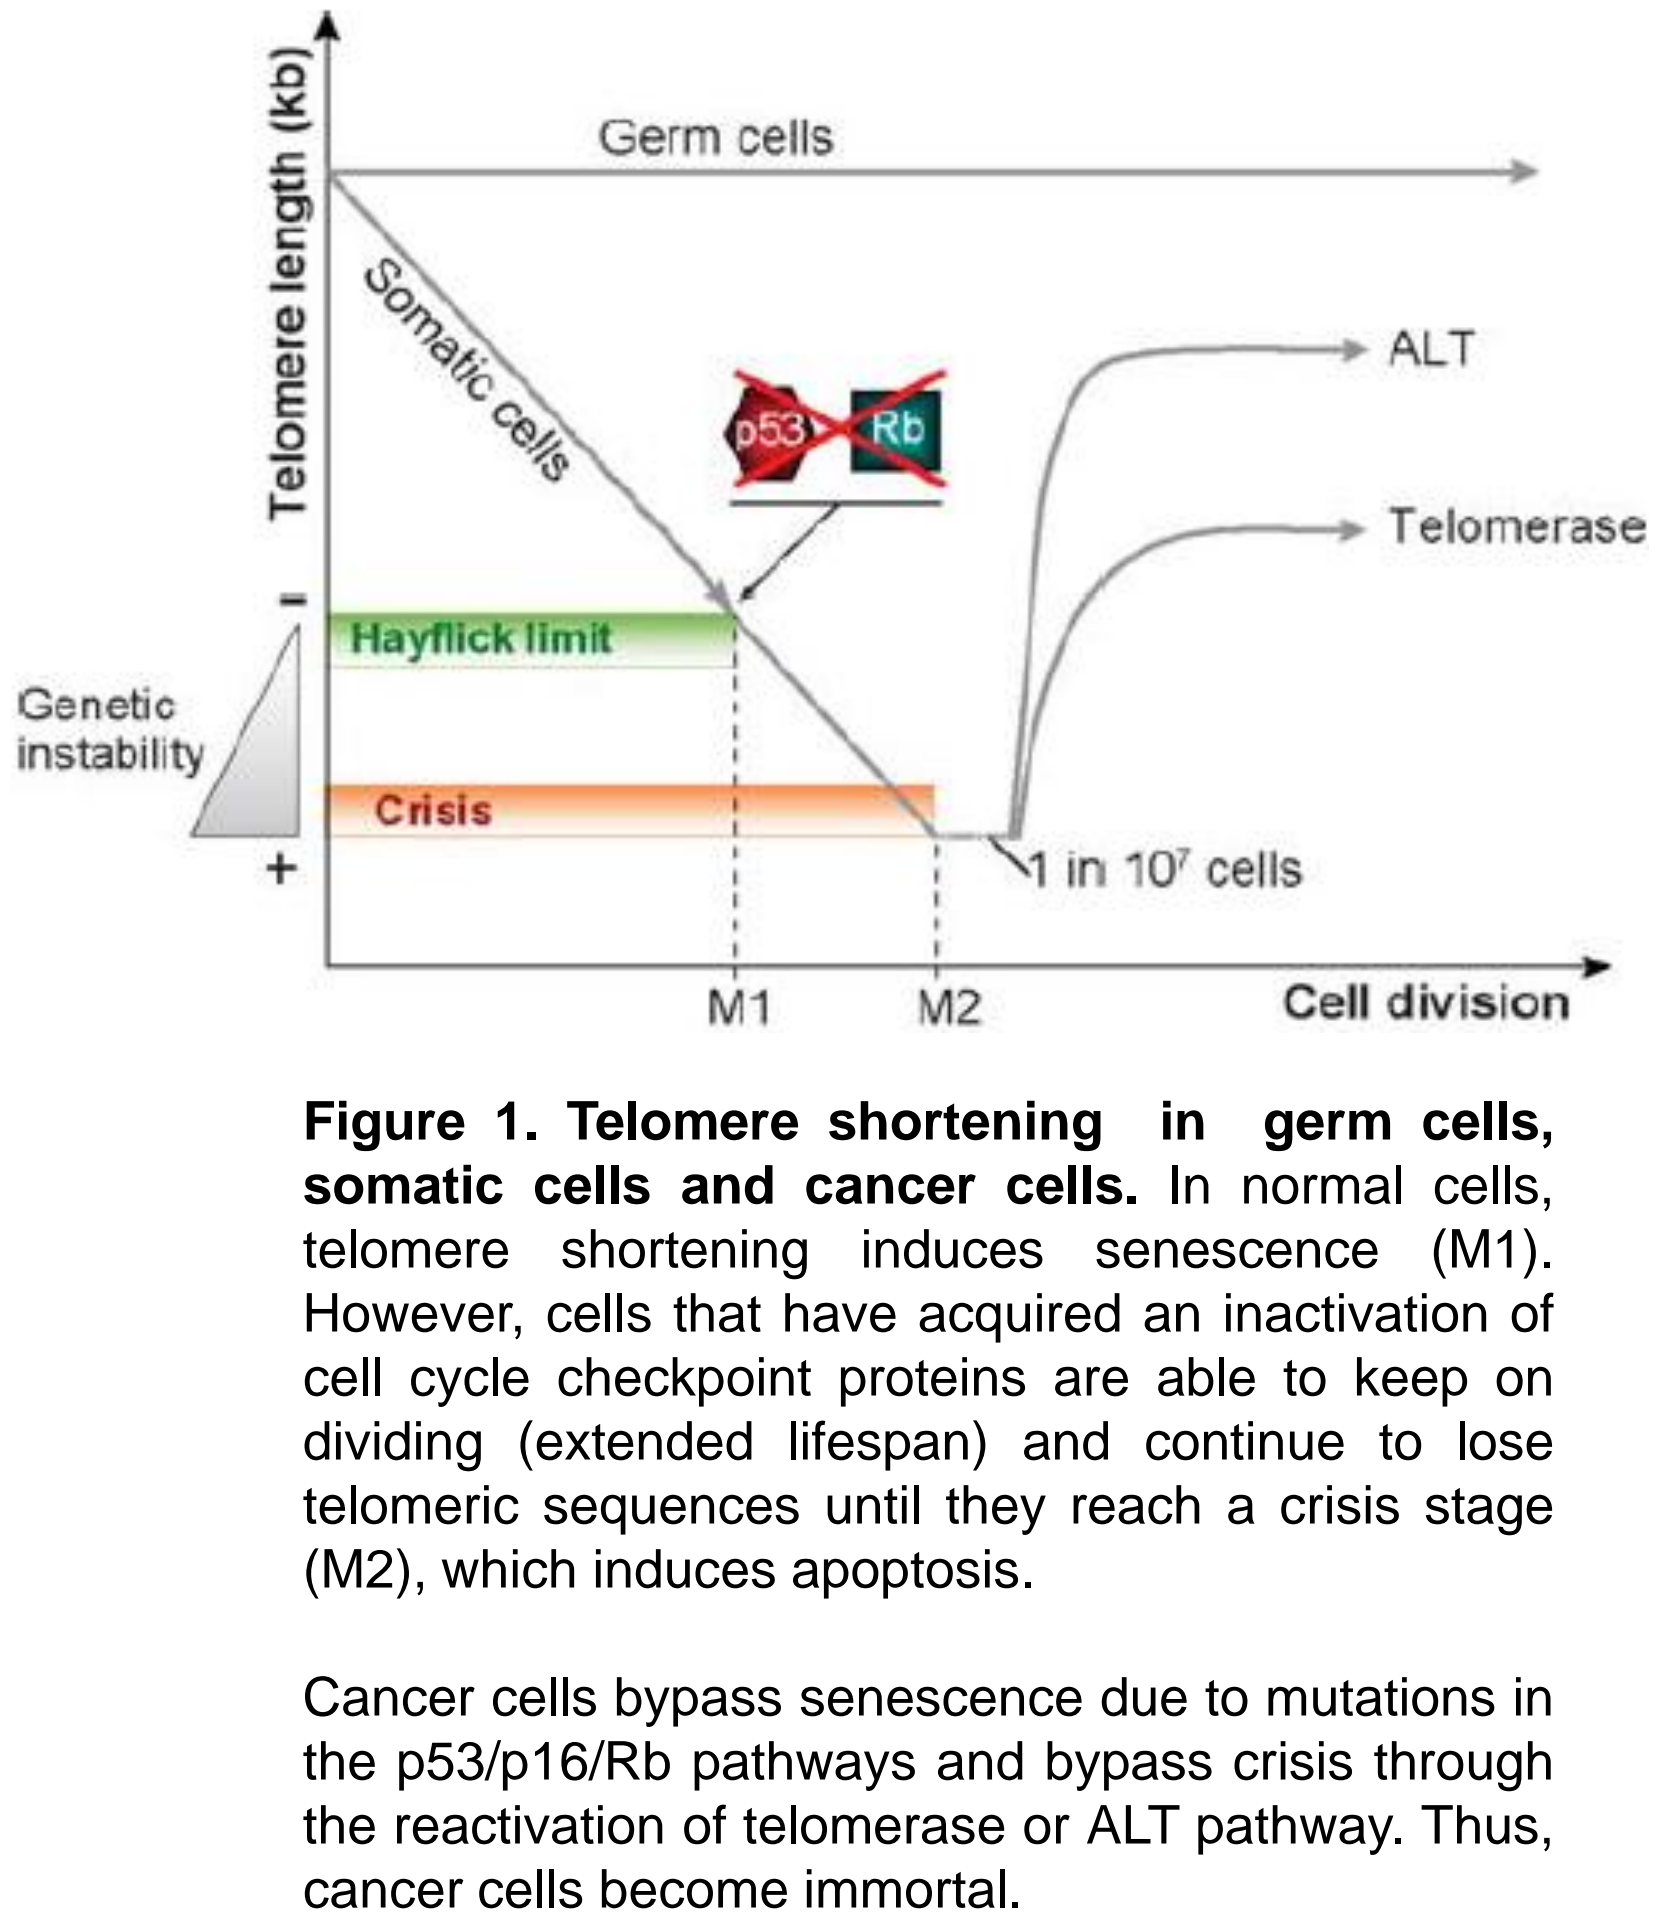 Telomere length (kb)
Germ cells
Somatic cells
p53
Rb
ALT
Telomerase
Hayflick limit
Genetic
instability
Crisis
+
1 in 10⁷ cells
M1
M2
Cell division
Figure 1. Telomere shortening in germ cells,
somatic cells and cancer cells. In normal cells,
telomere shortening induces senescence (M1).
However, cells that have acquired an inactivation of
cell cycle checkpoint proteins are able to keep on
dividing (extended lifespan) and continue to lose
telomeric sequences until they reach a crisis stage
(M2), which induces apoptosis.
Cancer cells bypass senescence due to mutations in
the p53/p16/Rb pathways and bypass crisis through
the reactivation of telomerase or ALT pathway. Thus,
cancer cells become immortal.